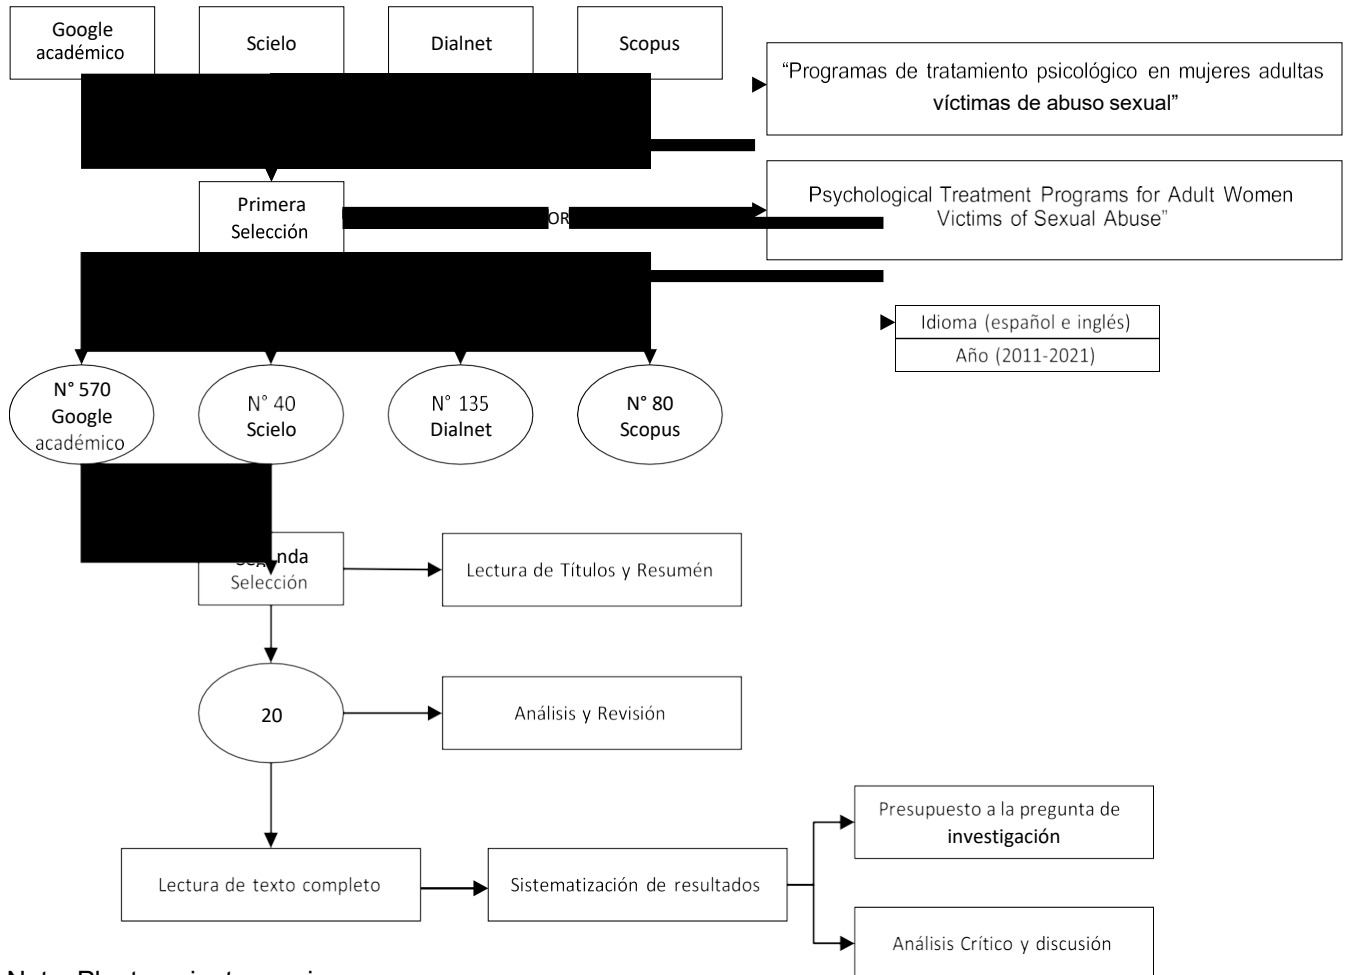 Google
académico
Scielo
Dialnet
Scopus
“Programas de tratamiento psicológico en mujeres adultas
víctimas de abuso sexual”
Primera
Selección
OR
Psychological Treatment Programs for Adult Women
Victims of Sexual Abuse”
Idioma (español e inglés)
Año (2011-2021)
N° 570
Google
académico
N° 40
Scielo
N° 135
Dialnet
N° 80
Scopus
Segunda
Selección
Lectura de Títulos y Resumén
20
Análisis y Revisión
Presupuesto a la pregunta de
investigación
Lectura de texto completo
Sistematización de resultados
Análisis Crítico y discusión